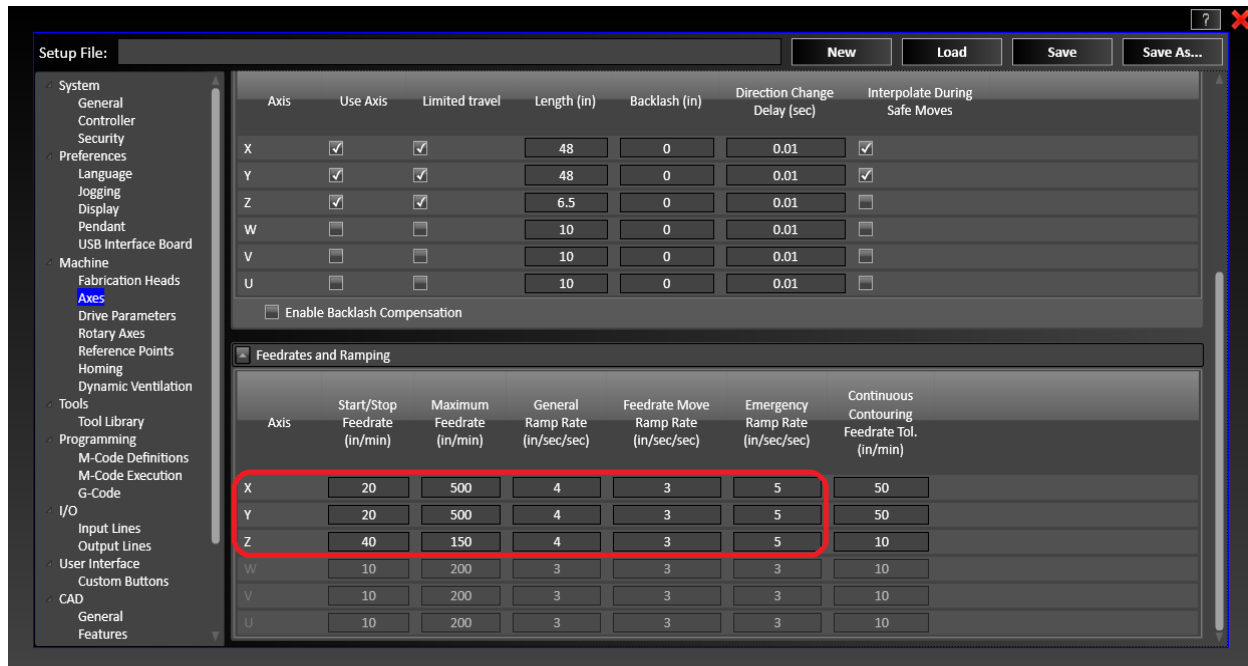 ?
Setup File: New Load Save Save As...
System
General
Controller
Security
Preferences
Language
Jogging
Display
Pendant
USB Interface Board
Machine
Fabrication Heads
Axes
Drive Parameters
Rotary Axes
Reference Points
Homing
Dynamic Ventilation
Tools
Tool Library
Programming
M-Code Definitions
M-Code Execution
G-Code
I/O
Input Lines
Output Lines
User Interface
Custom Buttons
CAD
General
Features
Axis Use Axis Limited travel Length (in) Backlash (in) Direction Change Delay (sec) Interpolate During Safe Moves
X 48 0 0.01
Y 48 0 0.01
Z 6.5 0 0.01
W 10 0 0.01
V 10 0 0.01
U 10 0 0.01
Enable Backlash Compensation
Feedrates and Ramping
Axis Start/Stop Feedrate (in/min) Maximum Feedrate (in/min) General Ramp Rate (in/sec/sec) Feedrate Move Ramp Rate (in/sec/sec) Emergency Ramp Rate (in/sec/sec) Continuous Contouring Feedrate Tol. (in/min)
X 20 500 4 3 5 50
Y 20 500 4 3 5 50
Z 40 150 4 3 5 10
W 10 200 3 3 3 10
V 10 200 3 3 3 10
U 10 200 3 3 3 10